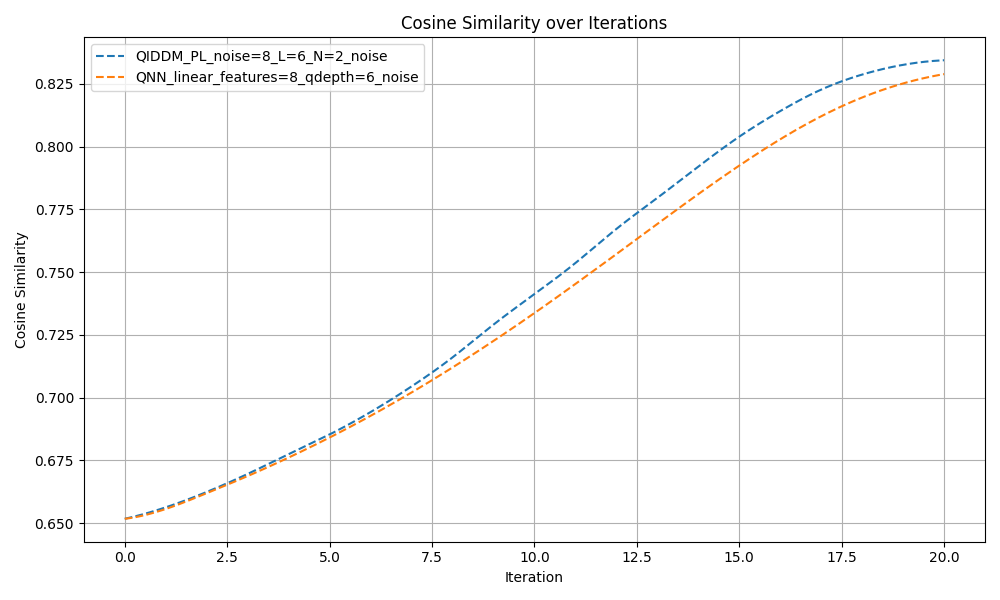 Cosine Similarity over Iterations
QIDDM_PL_noise=8_L=6_N=2_noise
QNN_linear_features=8_qdepth=6_noise
Cosine Similarity
0.825
0.800
0.775
0.750
0.725
0.700
0.675
0.650
0.0 2.5 5.0 7.5 10.0 12.5 15.0 17.5 20.0
Iteration